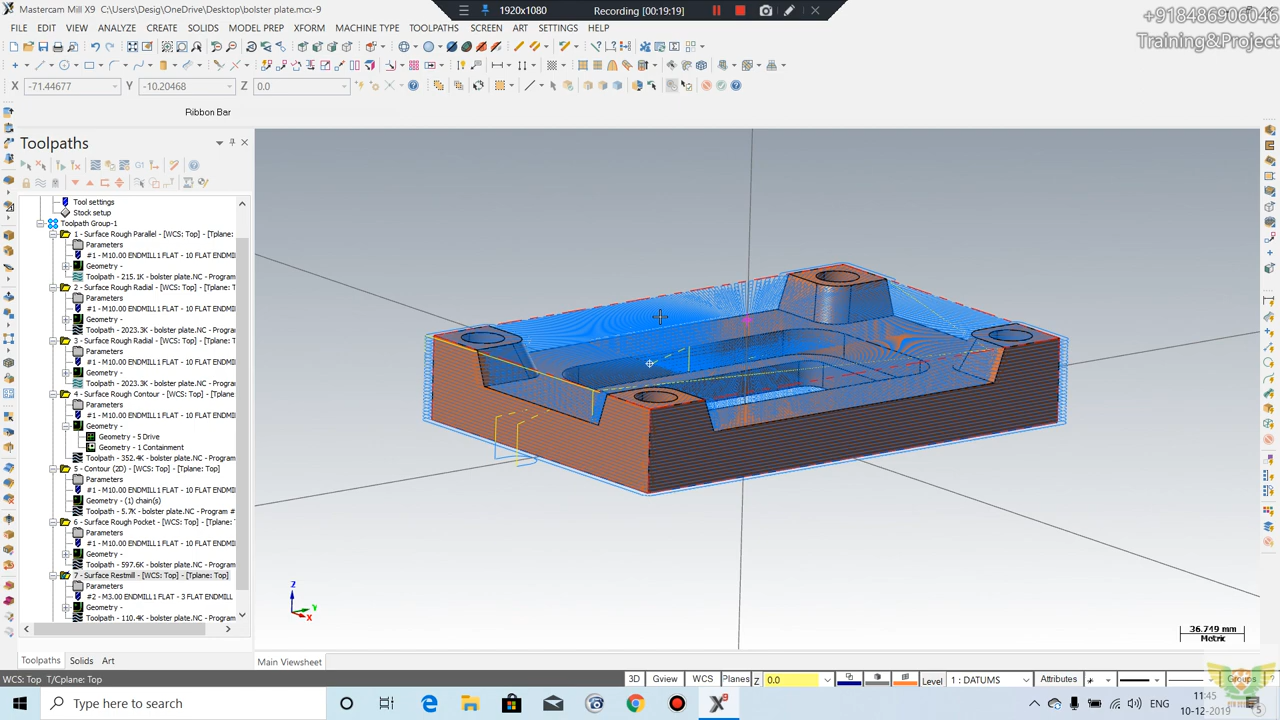 1920x1080
Recording [00:19:19]
Mastercam Mill X9 C:\Users\Desig\OneDrive\Desktop\bolster plate.mcx-9
+918486906046
Training&Project
FILE EDIT VIEW ANALYZE CREATE SOLIDS MODEL PREP XFORM MACHINE TYPE TOOLPATHS SCREEN ART SETTINGS HELP
X -71.44677 Y -10.20468 Z 0.0
Ribbon Bar
Toolpaths
Tool settings
Stock setup
Toolpath Group-1
1 - Surface Rough Parallel - [WCS: Top] - [Tplane:
Parameters
#1 - M10.00 ENDMILL1 FLAT - 10 FLAT ENDMI
Geometry -
Toolpath - 215.1K - bolster plate.NC - Program
2 - Surface Rough Radial - [WCS: Top] - [Tplane:
Parameters
#1 - M10.00 ENDMILL1 FLAT - 10 FLAT ENDMI
Geometry -
Toolpath - 2023.3K - bolster plate.NC - Program
3 - Surface Rough Radial - [WCS: Top] - [Tplane:
Parameters
#1 - M10.00 ENDMILL1 FLAT - 10 FLAT ENDMI
Geometry -
Toolpath - 2023.3K - bolster plate.NC - Program
4 - Surface Rough Contour - [WCS: Top] - [Tplane:
Parameters
#1 - M10.00 ENDMILL1 FLAT - 10 FLAT ENDMI
Geometry -
Geometry - 5 Drive
Geometry - 1 Containment
Toolpath - 352.4K - bolster plate.NC - Program
5 - Contour (2D) - [WCS: Top] - [Tplane: Top]
Parameters
#1 - M10.00 ENDMILL1 FLAT - 10 FLAT ENDMI
Geometry - (1) chain(s)
Toolpath - 5.7K - bolster plate.NC - Program #
6 - Surface Rough Pocket - [WCS: Top] - [Tplane:
Parameters
#1 - M10.00 ENDMILL1 FLAT - 10 FLAT ENDMI
Geometry -
Toolpath - 597.6K - bolster plate.NC - Program
7 - Surface Restmill - [WCS: Top] - [Tplane: Top]
Parameters
#2 - M3.00 ENDMILL1 FLAT - 3 FLAT ENDMILL
Geometry -
Toolpath - 110.4K - bolster plate.NC - Program
Z
Y
X
36.749 mm
Metric
Toolpaths Solids Art
Main Viewsheet
WCS: Top T/Cplane: Top
3D Gview WCS Planes Z 0.0 Level 1 : DATUMS Attributes Groups ?
Type here to search
ENG
11:45
10-12-2019